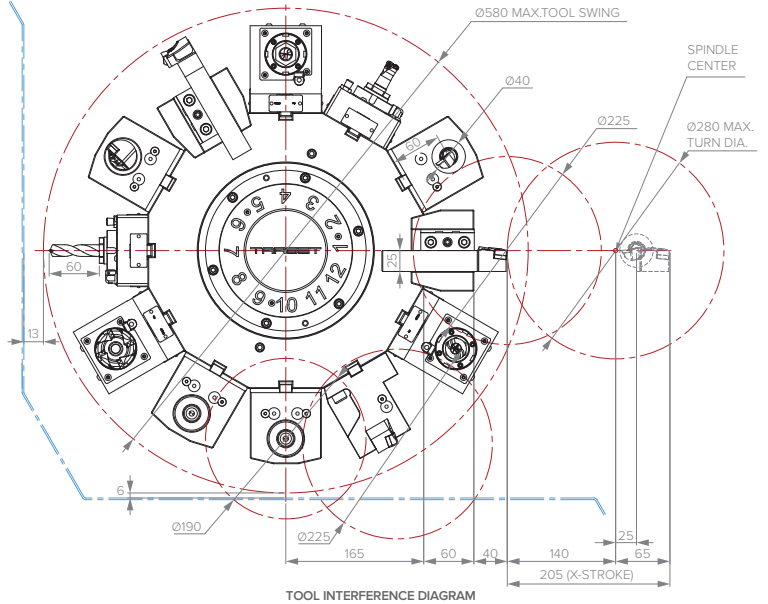 Ø580 MAX.TOOL SWING
SPINDLE
CENTER
Ø40
Ø225
Ø280 MAX.
TURN DIA.
60
1
2
3
4
5
6
7
8
9
10
11
12
25
60
13
6
Ø190
Ø225
165
60
40
140
25
65
205 (X-STROKE)
TOOL INTERFERENCE DIAGRAM